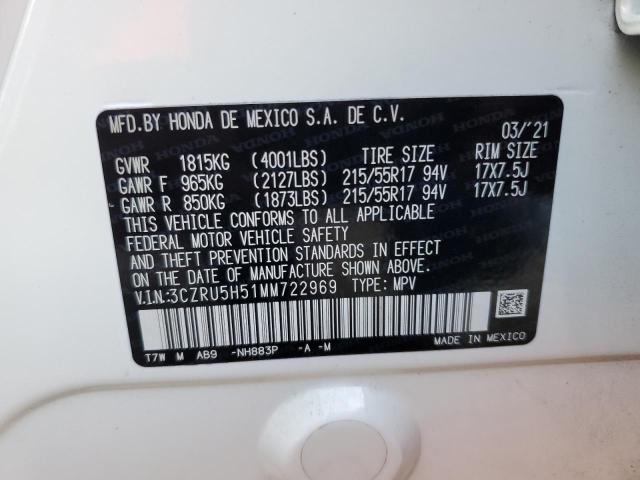 MFD.BY HONDA DE MEXICO S.A. DE C.V. 03/'21
GVWR 1815KG (4001LBS) TIRE SIZE RIM SIZE
GAWR F 965KG (2127LBS) 215/55R17 94V 17X7.5J
GAWR R 850KG (1873LBS) 215/55R17 94V 17X7.5J
THIS VEHICLE CONFORMS TO ALL APPLICABLE
FEDERAL MOTOR VEHICLE SAFETY
AND THEFT PREVENTION STANDARDS IN EFFECT
ON THE DATE OF MANUFACTURE SHOWN ABOVE.
V.I.N.:3CZRU5H51MM722969 TYPE: MPV
T7W M AB9 -NH883P -A -M MADE IN MEXICO